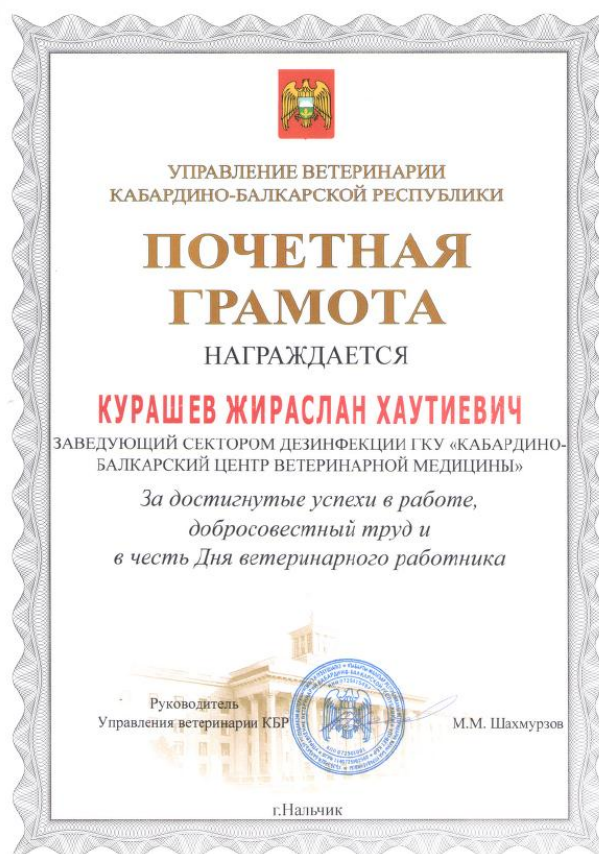 УПРАВЛЕНИЕ ВЕТЕРИНАРИИ
КАБАРДИНО-БАЛКАРСКОЙ РЕСПУБЛИКИ
ПОЧЕТНАЯ
ГРАМОТА
НАГРАЖДАЕТСЯ
КУРАШЕВ ЖИРАСЛАН ХАУТИЕВИЧ
ЗАВЕДУЮЩИЙ СЕКТОРОМ ДЕЗИНФЕКЦИИ ГКУ «КАБАРДИНО-
БАЛКАРСКИЙ ЦЕНТР ВЕТЕРИНАРНОЙ МЕДИЦИНЫ»
За достигнутые успехи в работе,
добросовестный труд и
в честь Дня ветеринарного работника
Руководитель
Управления ветеринарии КБР
М.М. Шахмурзов
г.Нальчик